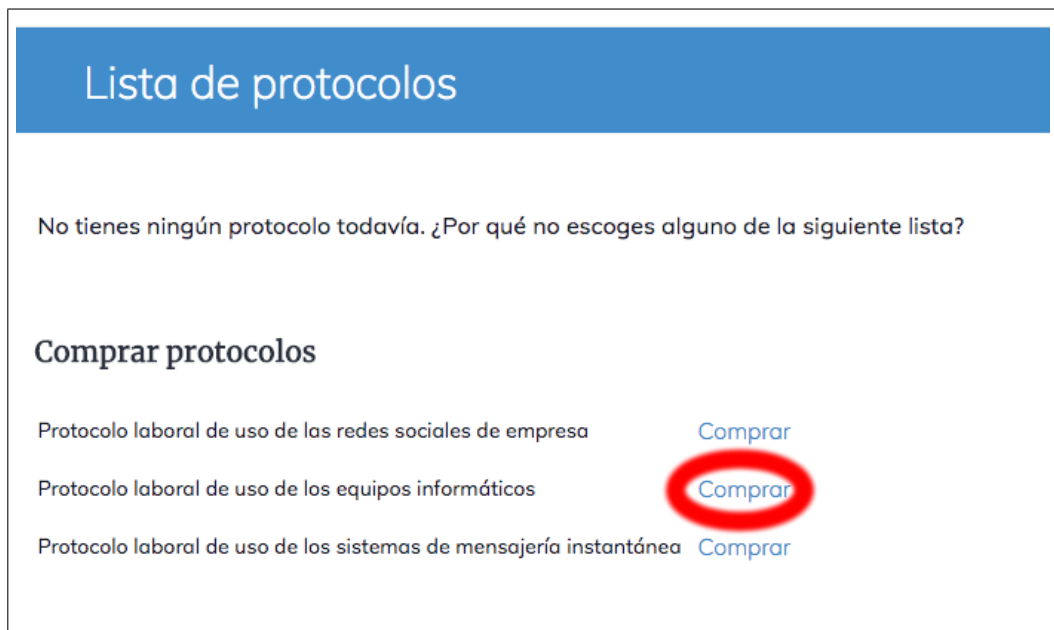 Lista de protocolos
No tienes ningún protocolo todavía. ¿Por qué no escoges alguno de la siguiente lista?
Comprar protocolos
Protocolo laboral de uso de las redes sociales de empresa Comprar
Protocolo laboral de uso de los equipos informáticos Comprar
Protocolo laboral de uso de los sistemas de mensajería instantánea Comprar